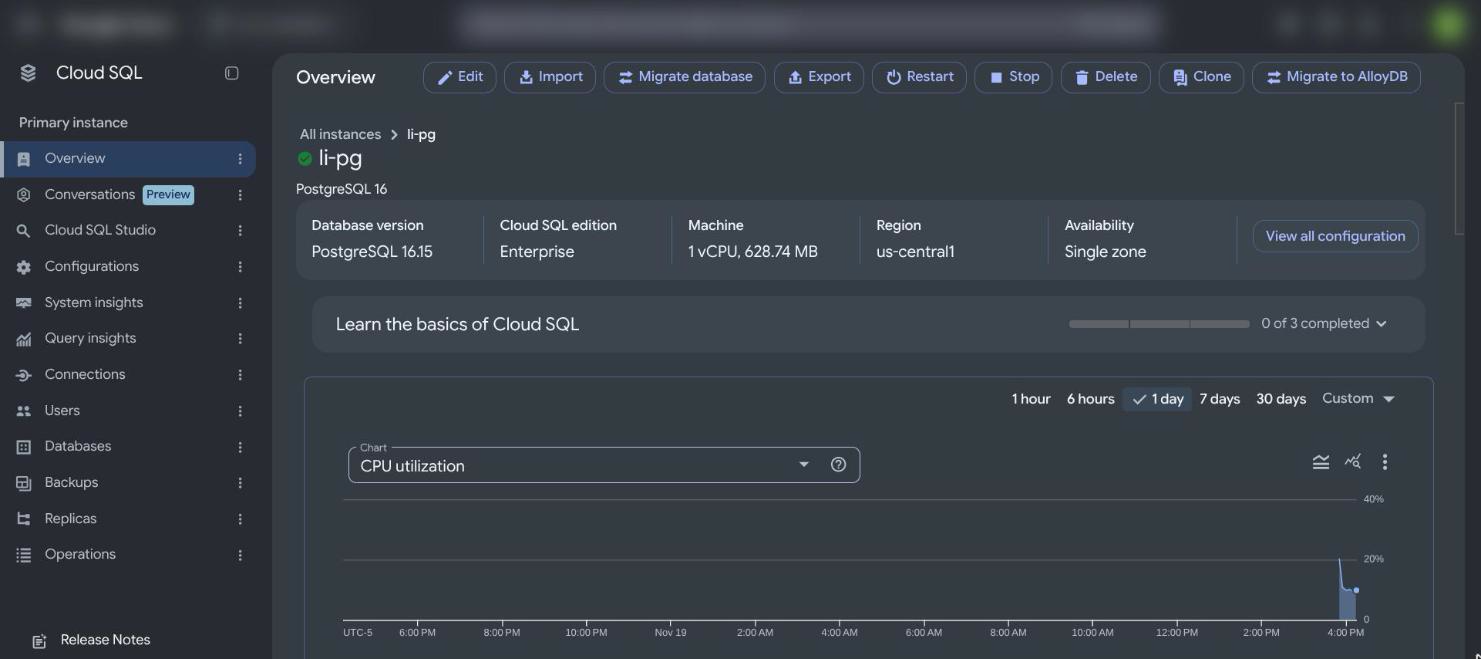 Cloud SQL
Primary instance
Overview
Conversations Preview
Cloud SQL Studio
Configurations
System insights
Query insights
Connections
Users
Databases
Backups
Replicas
Operations
Release Notes
Overview Edit Import Migrate database Export Restart Stop Delete Clone Migrate to AlloyDB
All instances > li-pg
li-pg
PostgreSQL 16
Database version Cloud SQL edition Machine Region Availability
PostgreSQL 16.15 Enterprise 1 vCPU, 628.74 MB us-central1 Single zone
View all configuration
Learn the basics of Cloud SQL 0 of 3 completed
1 hour 6 hours 1 day 7 days 30 days Custom
Chart
CPU utilization
40%
20%
0
UTC-5 6:00 PM 8:00 PM 10:00 PM Nov 19 2:00 AM 4:00 AM 6:00 AM 8:00 AM 10:00 AM 12:00 PM 2:00 PM 4:00 PM